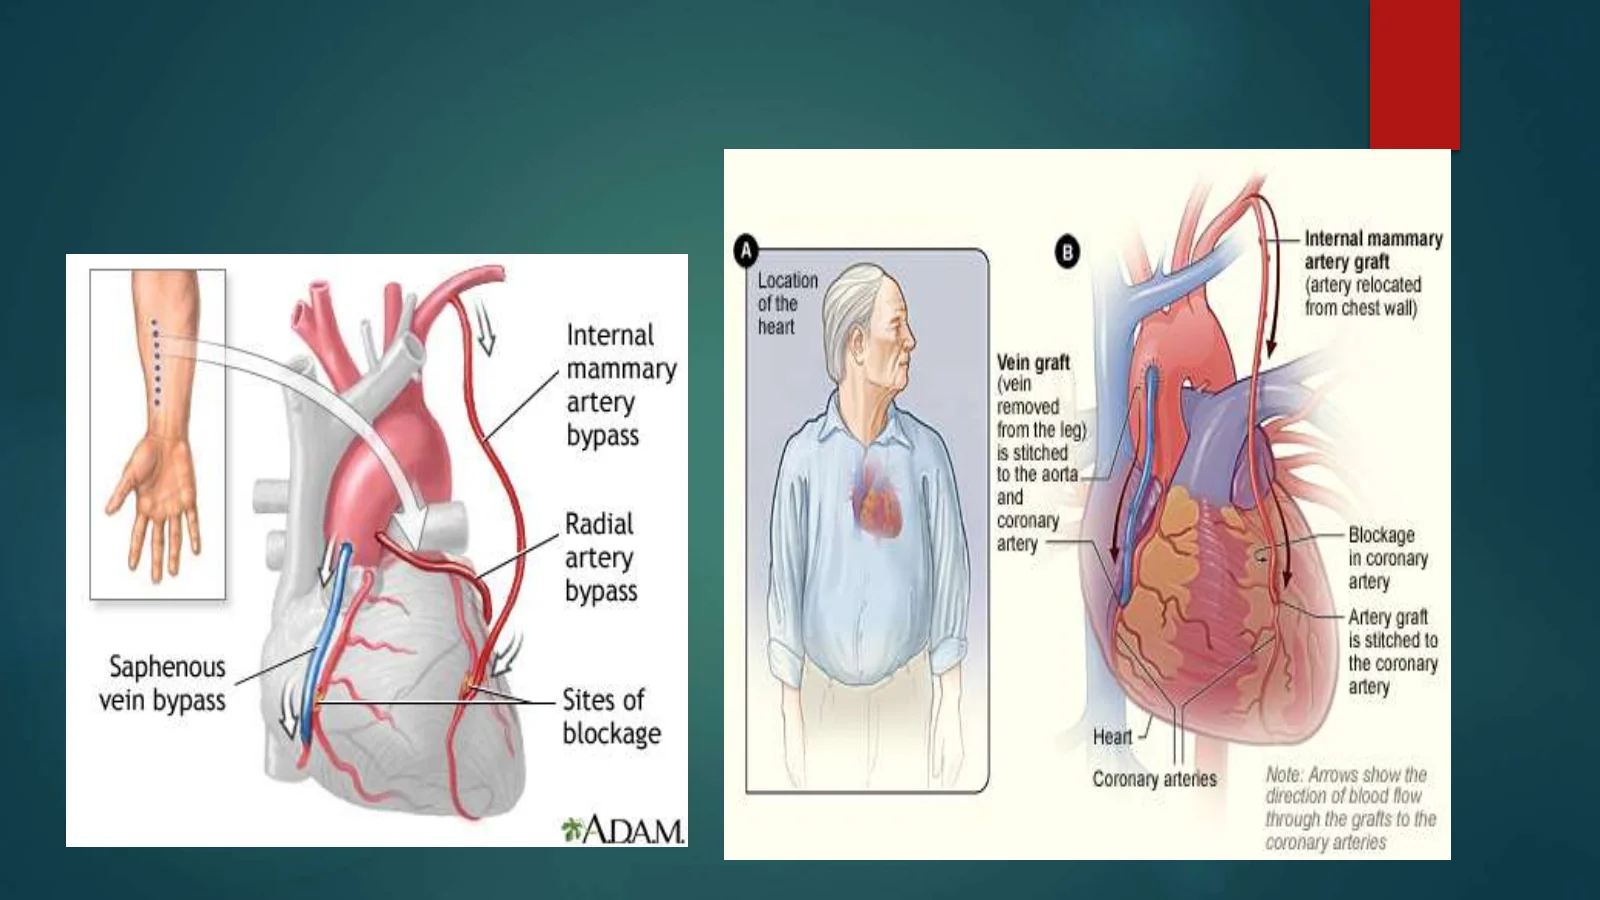 Internal
mammary
artery
bypass
Radial
artery
bypass
Saphenous
vein bypass
Sites of
blockage
A.D.A.M.
A
Location
of the
heart
B
Internal mammary
artery graft
(artery relocated
from chest wall)
Vein graft
(vein
removed
from the leg)
is stitched
to the aorta
and
coronary
artery
Blockage
in coronary
artery
Artery graft
is stitched to
the coronary
artery
Heart
Coronary arteries
Note: Arrows show the
direction of blood flow
through the grafts to the
coronary arteries